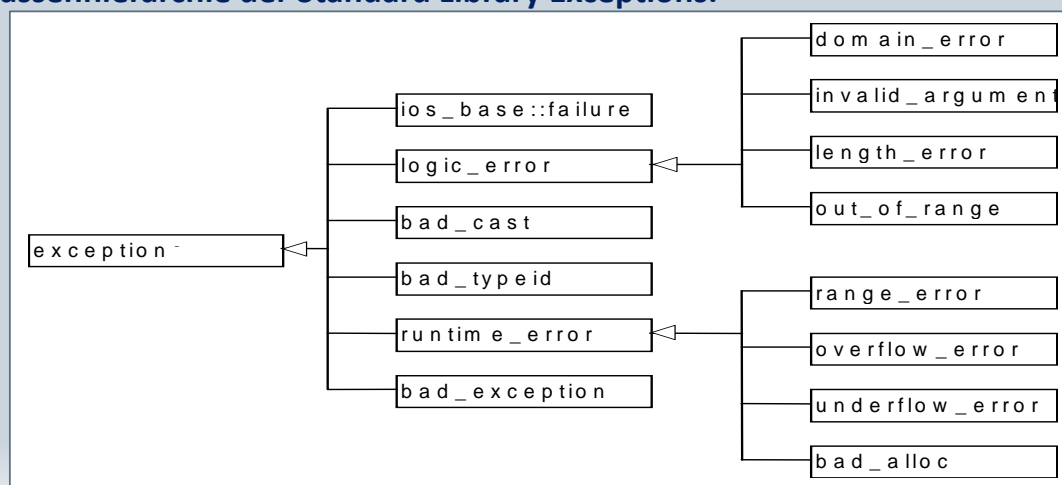 assenhierarchie der Standard Library Exceptions:
domain_error
ios_base::failure
invalid_argument
logic_error
length_error
bad_cast
out_of_range
exception
bad_typeid
range_error
runtime_error
overflow_error
bad_exception
underflow_error
bad_alloc